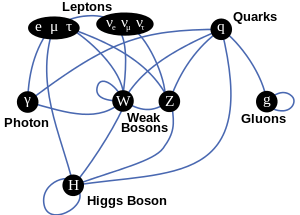 Leptons
e μ τ
νe νμ ντ
q
Quarks
γ
W
Z
g
Photon
Weak
Bosons
Gluons
H
Higgs Boson